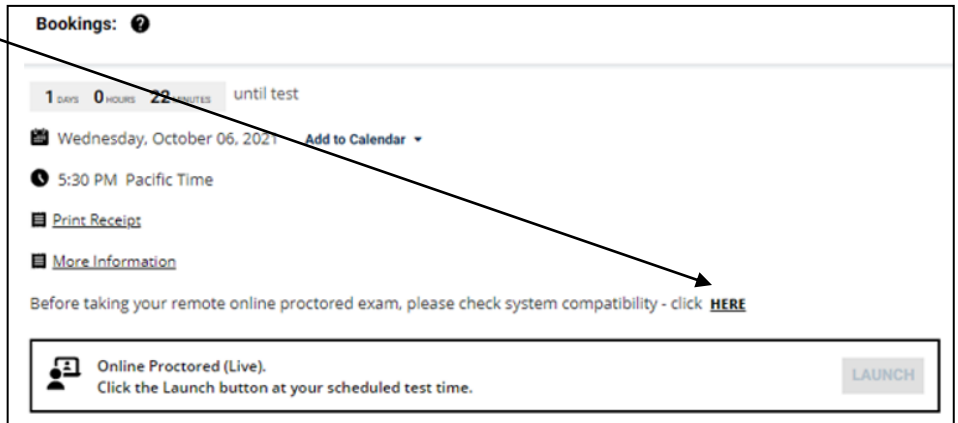 Bookings: ?
1 DAYS 0 HOURS 22 MINUTES until test
Wednesday, October 06, 2021 Add to Calendar
5:30 PM Pacific Time
Print Receipt
More Information
Before taking your remote online proctored exam, please check system compatibility - click HERE
Online Proctored (Live).
Click the Launch button at your scheduled test time.
LAUNCH